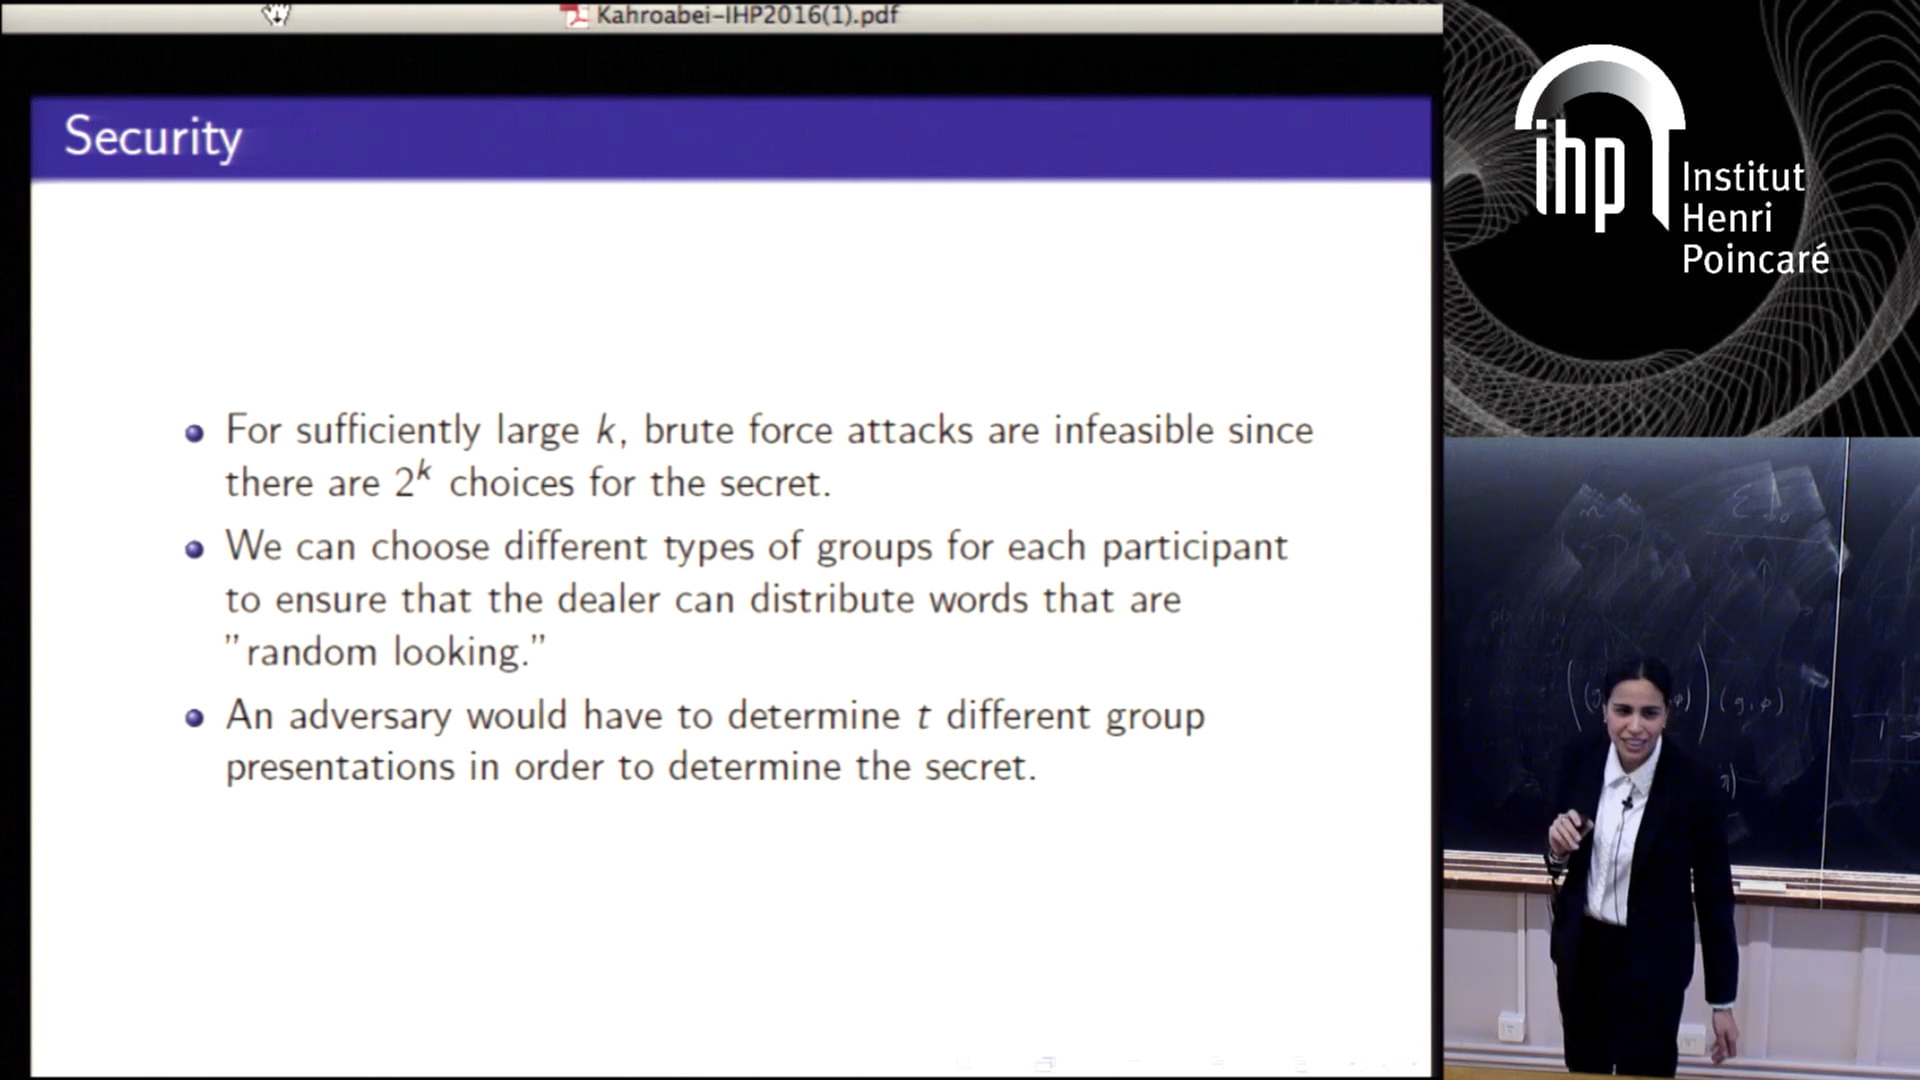 Kahroabei-IHP2016(1).pdf
Security
For sufficiently large k, brute force attacks are infeasible since
there are 2^k choices for the secret.
We can choose different types of groups for each participant
to ensure that the dealer can distribute words that are
”random looking.”
An adversary would have to determine t different group
presentations in order to determine the secret.
ihp
Institut
Henri
Poincaré
(g, φ)